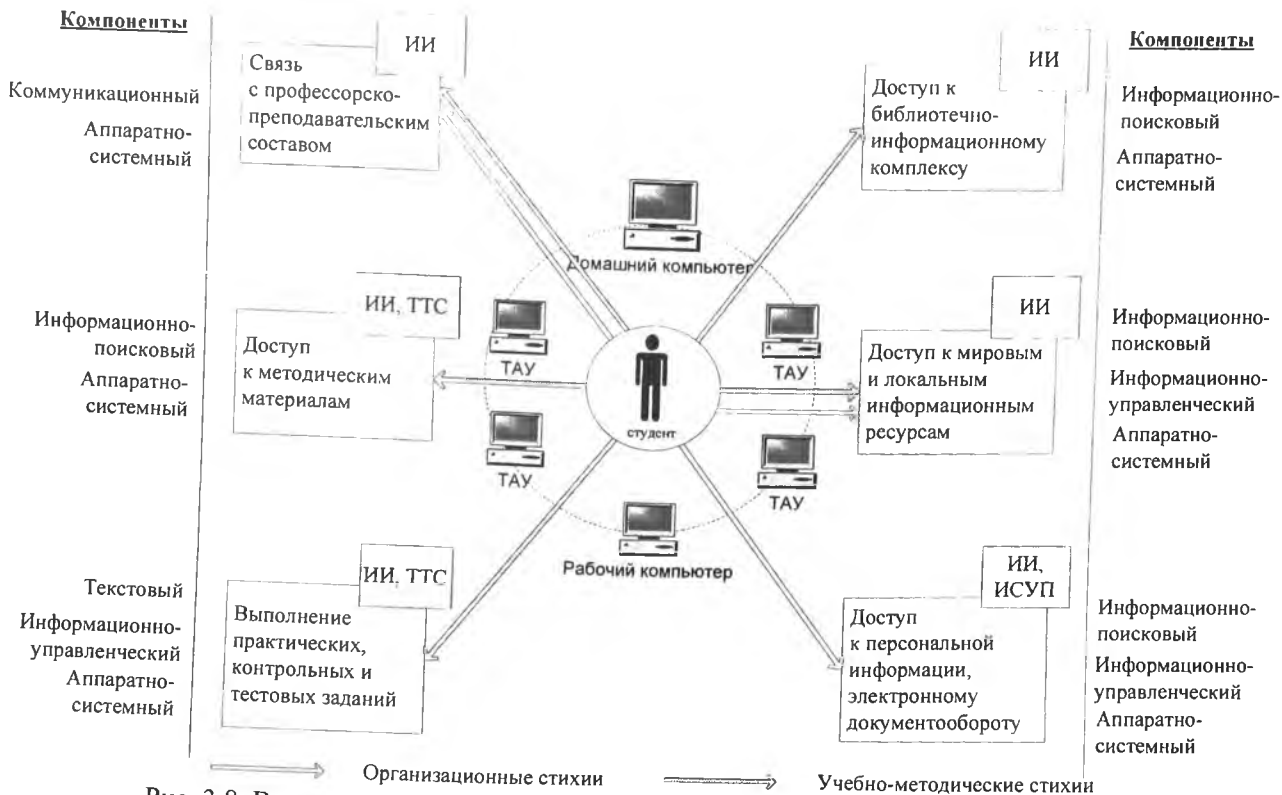 Компоненты
Коммуникационный
Аппаратно-
системный
ИИ
Связь
с профессорско-
преподавательским
составом
ИИ
Доступ к
библиотечно-
информационному
комплексу
Компоненты
Информационно-
поисковый
Аппаратно-
системный
Домашний компьютер
Информационно-
поисковый
Аппаратно-
системный
ИИ, ТТС
Доступ
к методическим
материалам
ТАУ
ТАУ
студент
ТАУ
ТАУ
ИИ
Доступ к мировым
и локальным
информационным
ресурсам
Информационно-
поисковый
Информационно-
управленческий
Аппаратно-
системный
Рабочий компьютер
Текстовый
Информационно-
управленческий
Аппаратно-
системный
ИИ, ТТС
Выполнение
практических,
контрольных и
тестовых заданий
ИИ,
ИСУП
Доступ
к персональной
информации,
электронному
документообороту
Информационно-
поисковый
Информационно-
управленческий
Аппаратно-
системный
Организационные стихии
Учебно-методические стихии